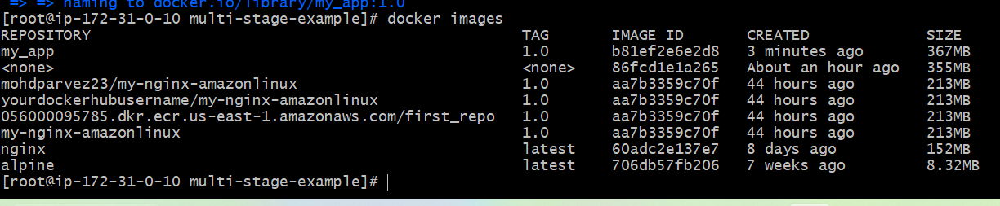 => => naming to docker.io/library/my_app:1.0
[root@ip-172-31-0-10 multi-stage-example]# docker images
REPOSITORY TAG IMAGE ID CREATED SIZE
my_app 1.0 b81ef2e6e2d8 3 minutes ago 367MB
<none> <none> 86fcd1e1a265 About an hour ago 355MB
mohdparvez23/my-nginx-amazonlinux 1.0 aa7b3359c70f 44 hours ago 213MB
yourdockerhubusername/my-nginx-amazonlinux 1.0 aa7b3359c70f 44 hours ago 213MB
056000095785.dkr.ecr.us-east-1.amazonaws.com/first_repo 1.0 aa7b3359c70f 44 hours ago 213MB
my-nginx-amazonlinux 1.0 aa7b3359c70f 44 hours ago 213MB
nginx latest 60adc2e137e7 8 days ago 152MB
alpine latest 706db57fb206 7 weeks ago 8.32MB
[root@ip-172-31-0-10 multi-stage-example]#